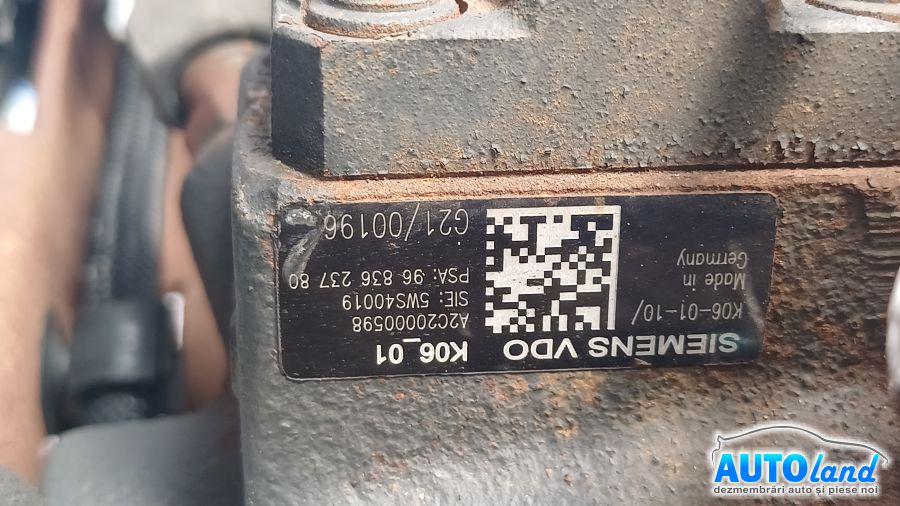 SIEMENS VDO
K06-01-10/
Made in
Germany
K06_01
A2C20000598
SIE: 5WS40019
PSA: 96 836 237 80
G21/00196
AUTOland
dezmembrări auto și piese noi